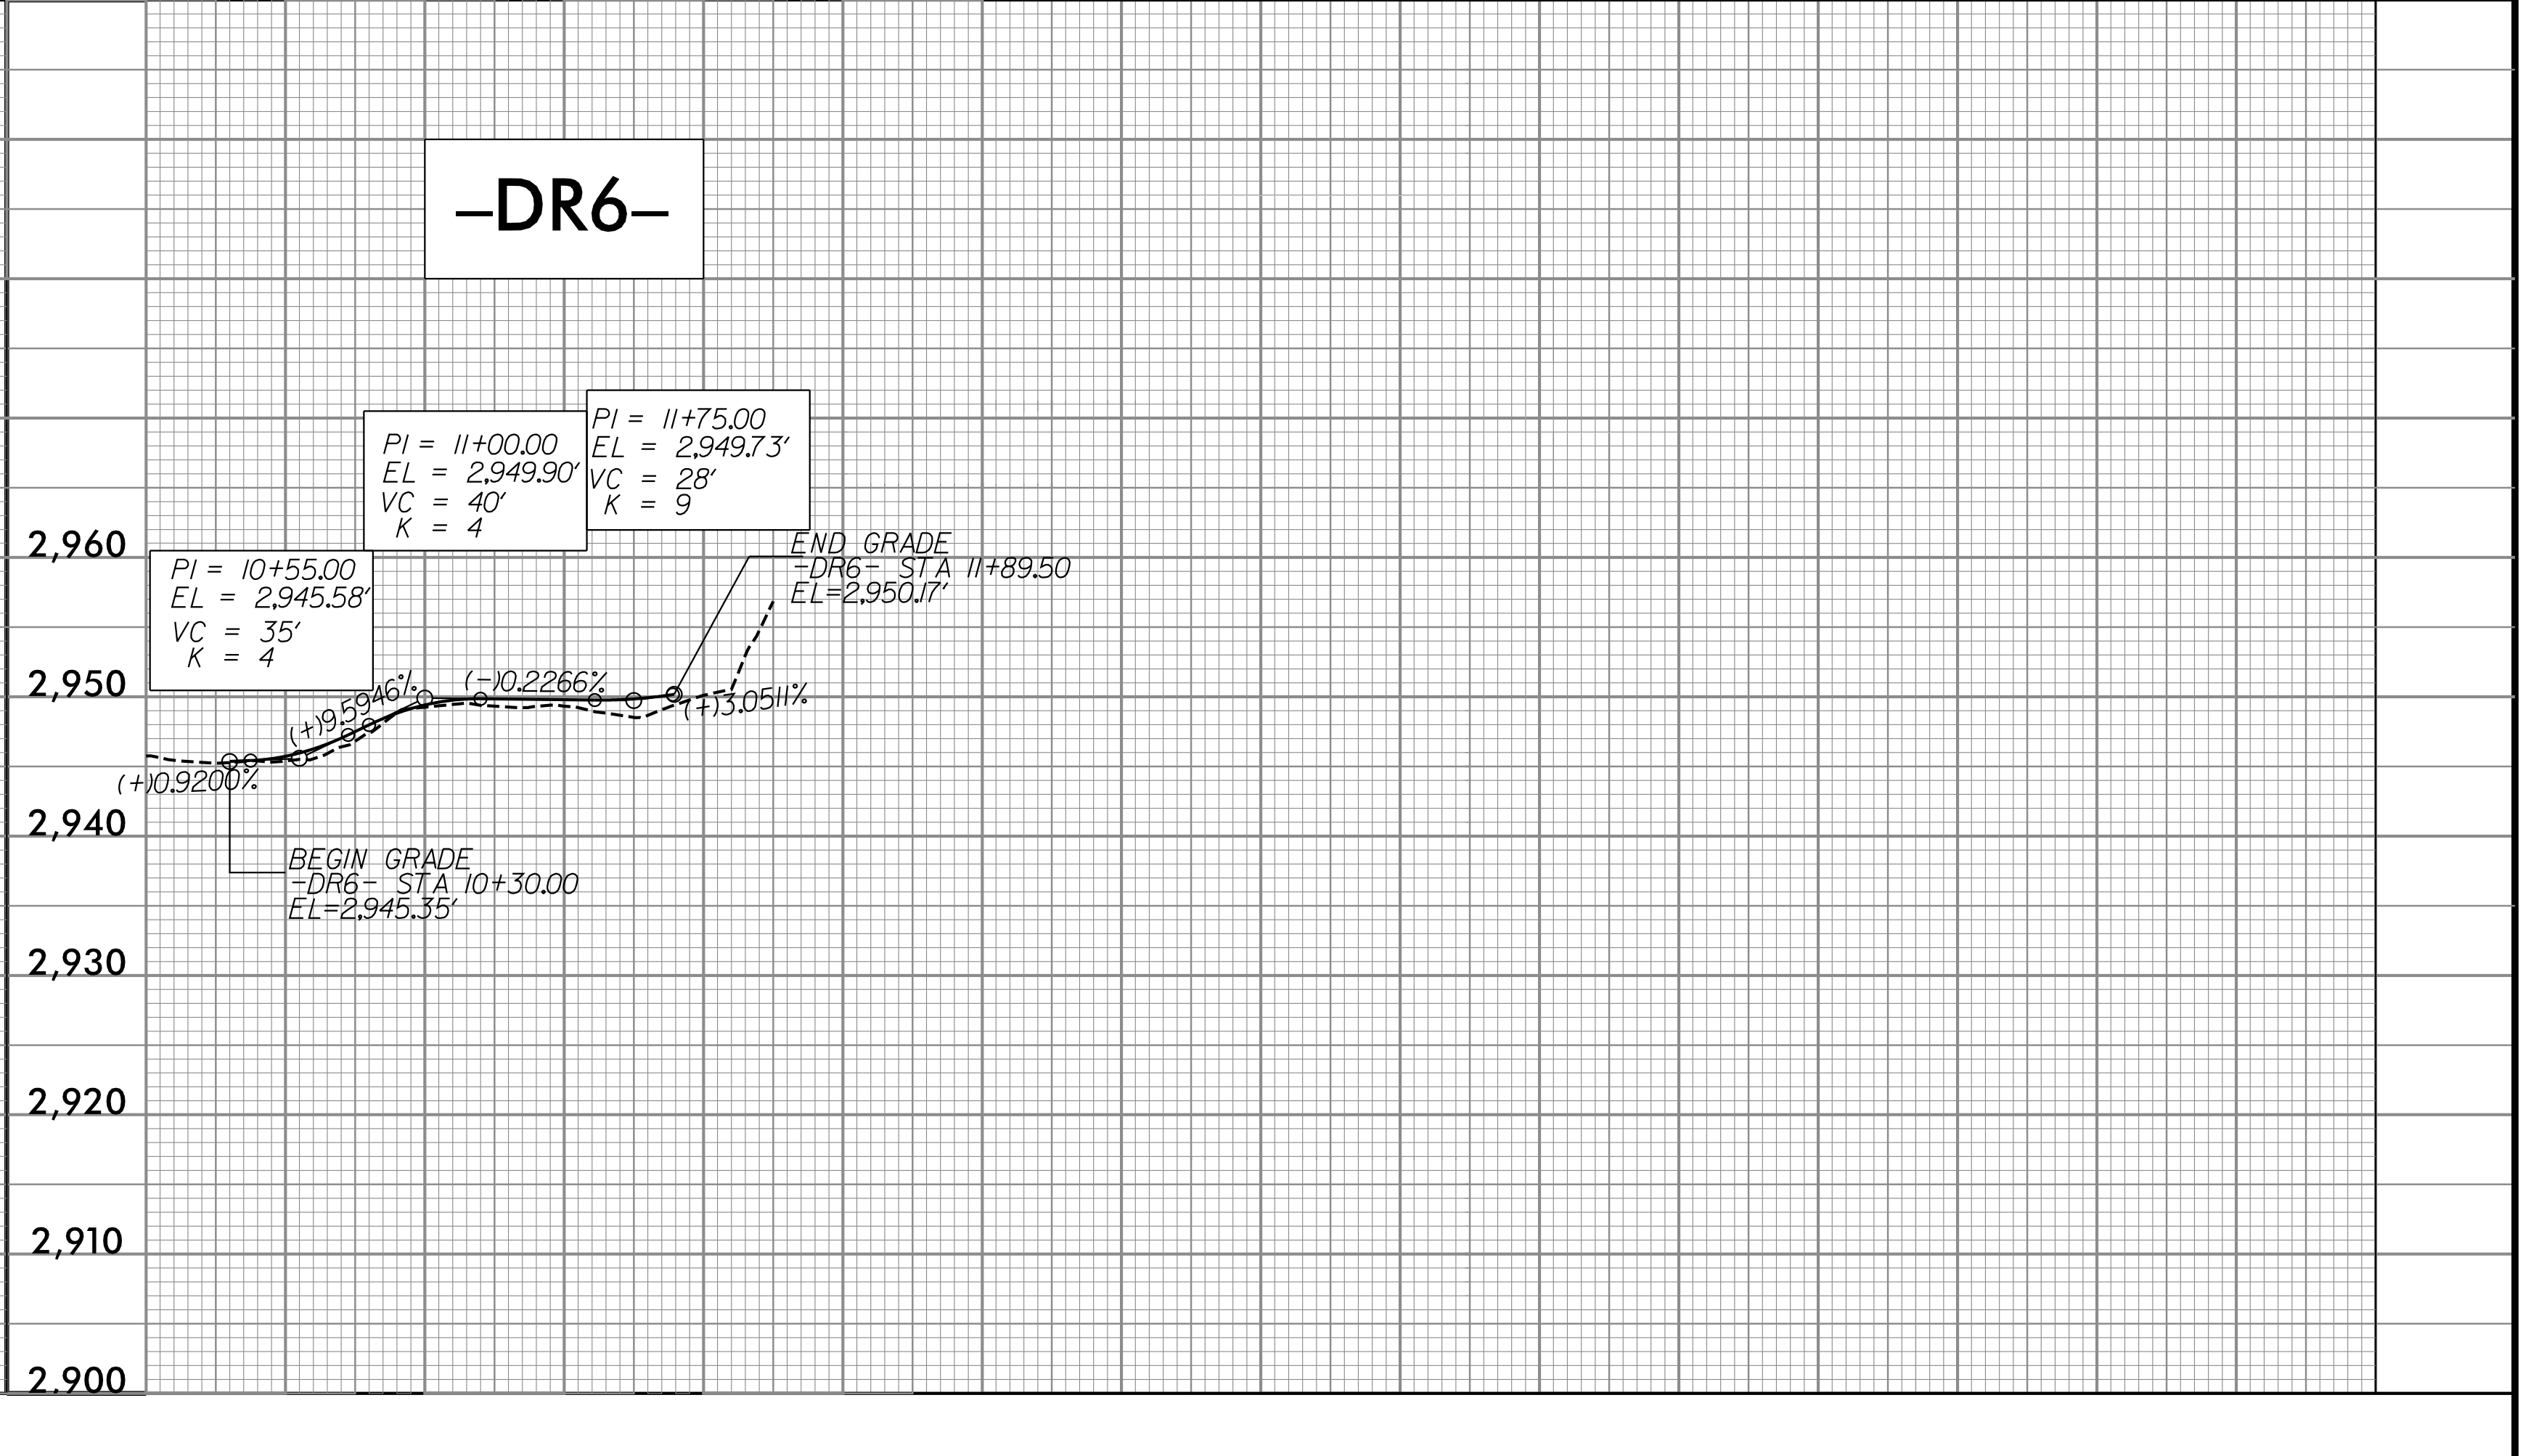 –DR6–
PI = 11+75.00
EL = 2,949.73'
VC = 28'
K = 9
PI = 11+00.00
EL = 2,949.90'
VC = 40'
K = 4
PI = 10+55.00
EL = 2,945.58'
VC = 35'
K = 4
END GRADE
-DR6- STA 11+89.50
EL=2,950.17'
(+)0.9200%
(+)9.5946%
(-)0.2266%
(+)3.0511%
BEGIN GRADE
-DR6- STA 10+30.00
EL=2,945.35'
2,960
2,950
2,940
2,930
2,920
2,910
2,900